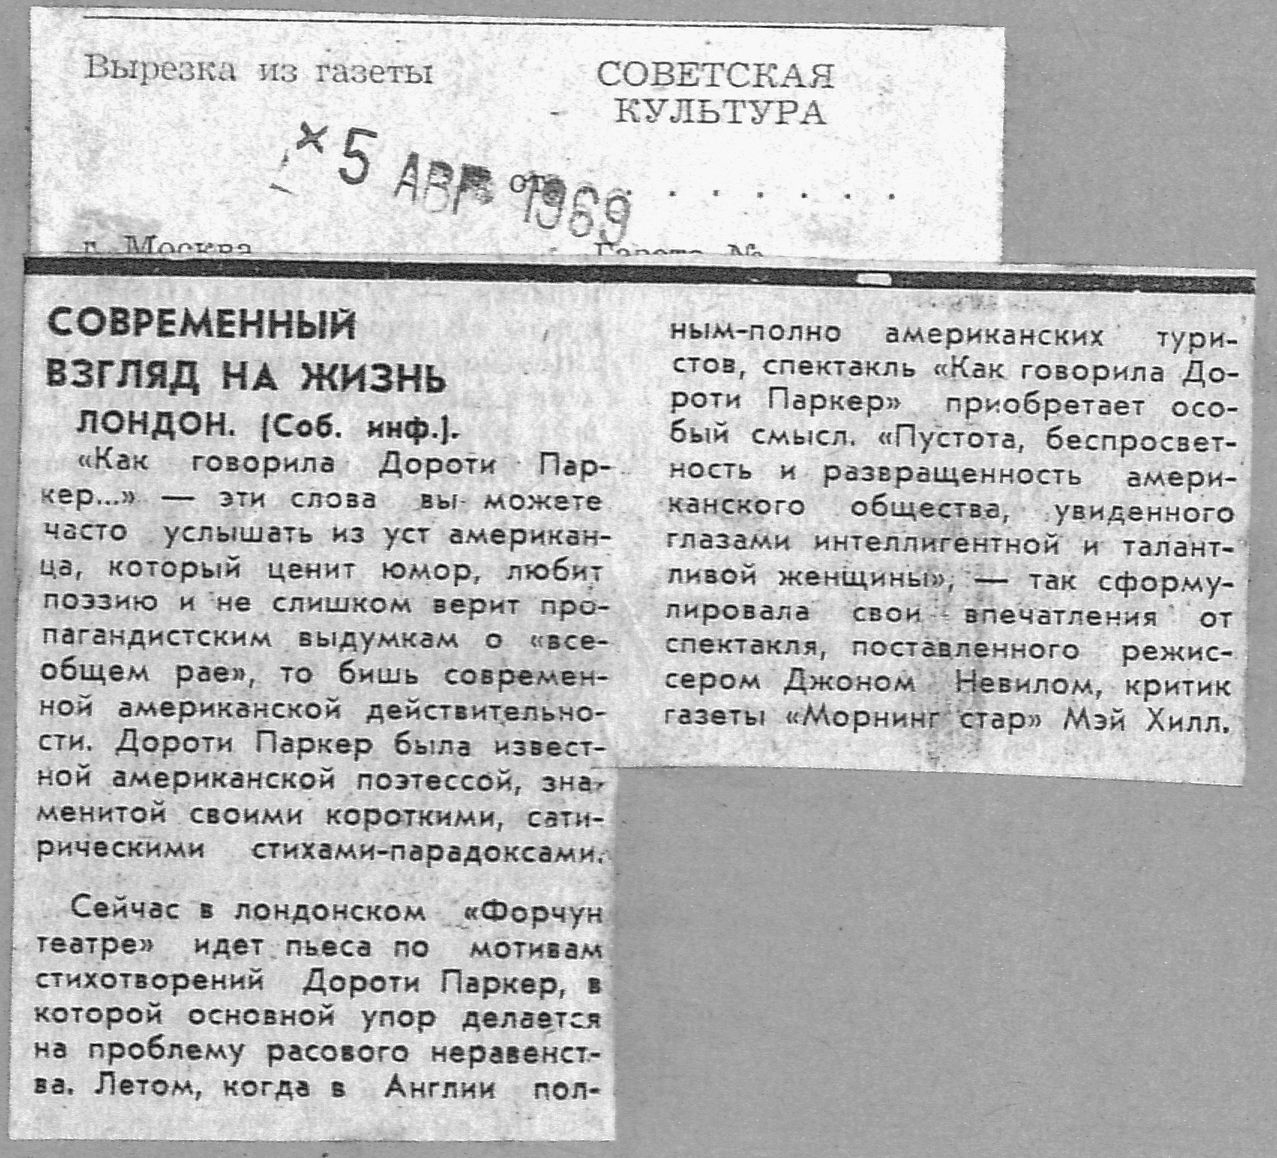 Вырезка из газеты
СОВЕТСКАЯ
КУЛЬТУРА
5 АВГ 1969
от . . . . . . . .
г. Москва
Газета №
СОВРЕМЕННЫЙ
ВЗГЛЯД НА ЖИЗНЬ
ЛОНДОН. (Соб. инф.).
«Как говорила Дороти Пар-
кер...» — эти слова вы можете
часто услышать из уст американ-
ца, который ценит юмор, любит
поэзию и не слишком верит про-
пагандистским выдумкам о «все-
общем рае», то бишь современ-
ной американской действительно-
сти. Дороти Паркер была извест-
ной американской поэтессой, зна-
менитой своими короткими, сати-
рическими стихами-парадоксами.
Сейчас в лондонском «Форчун
театре» идет пьеса по мотивам
стихотворений Дороти Паркер, в
которой основной упор делается
на проблему расового неравенст-
ва. Летом, когда в Англии пол-
ным-полно американских тури-
стов, спектакль «Как говорила До-
роти Паркер» приобретает осо-
бый смысл. «Пустота, беспросвет-
ность и развращенность амери-
канского общества, увиденного
глазами интеллигентной и талант-
ливой женщины», — так сформу-
лировала свои впечатления от
спектакля, поставленного режис-
сером Джоном Невилом, критик
газеты «Морнинг стар» Мэй Хилл.